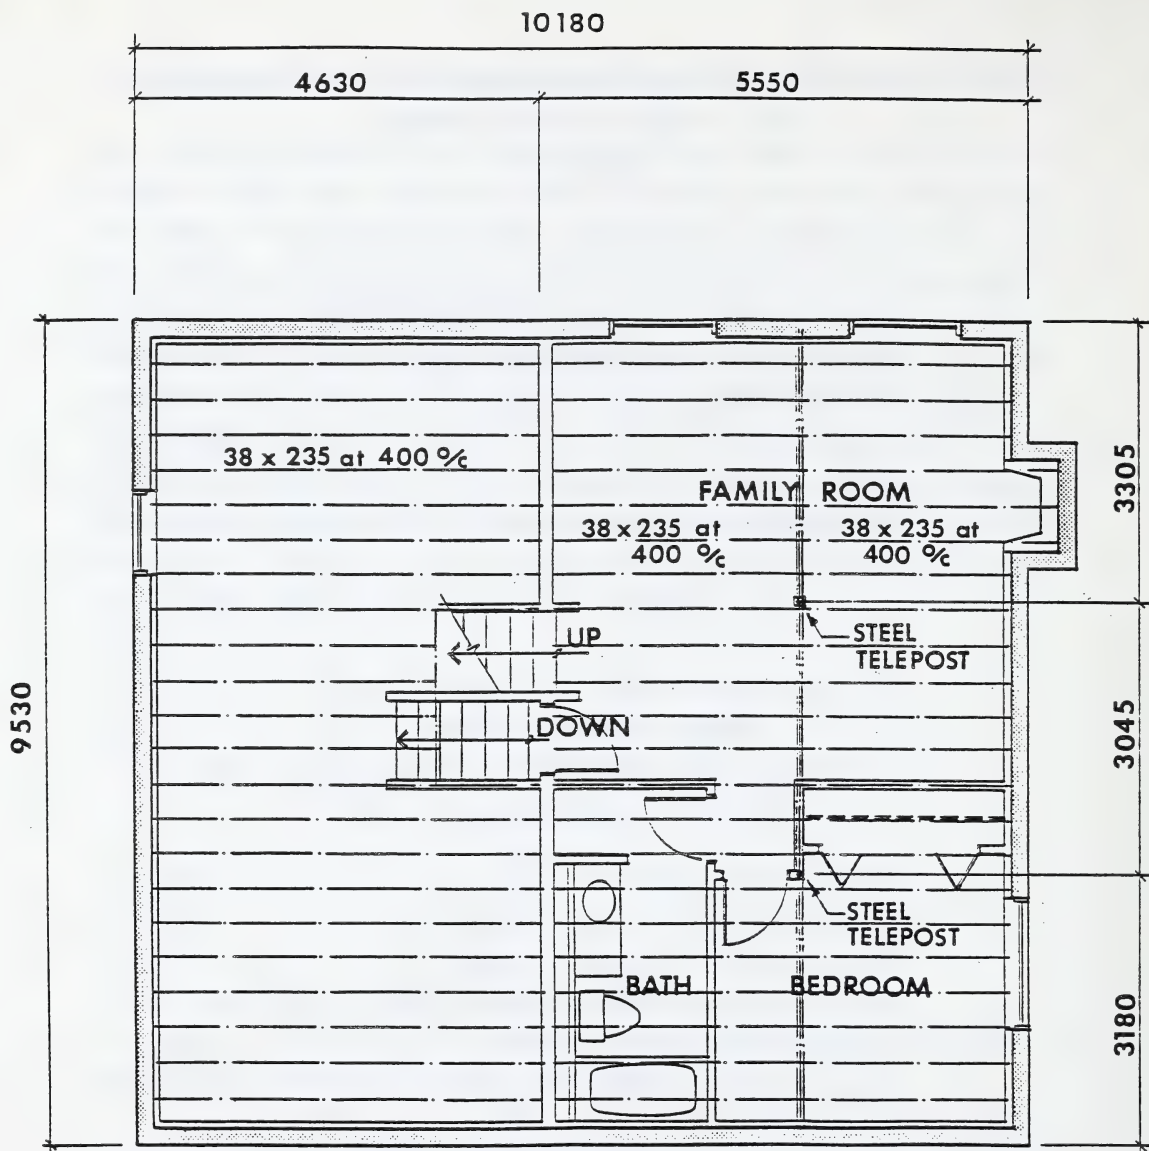 10180
4630
5550
38 x 235 at 400 o/c
FAMILY ROOM
38 x 235 at
400 o/c
38 x 235 at
400 o/c
3305
UP
STEEL
TELEPOST
DOWN
9530
3045
STEEL
TELEPOST
BATH
BEDROOM
3180